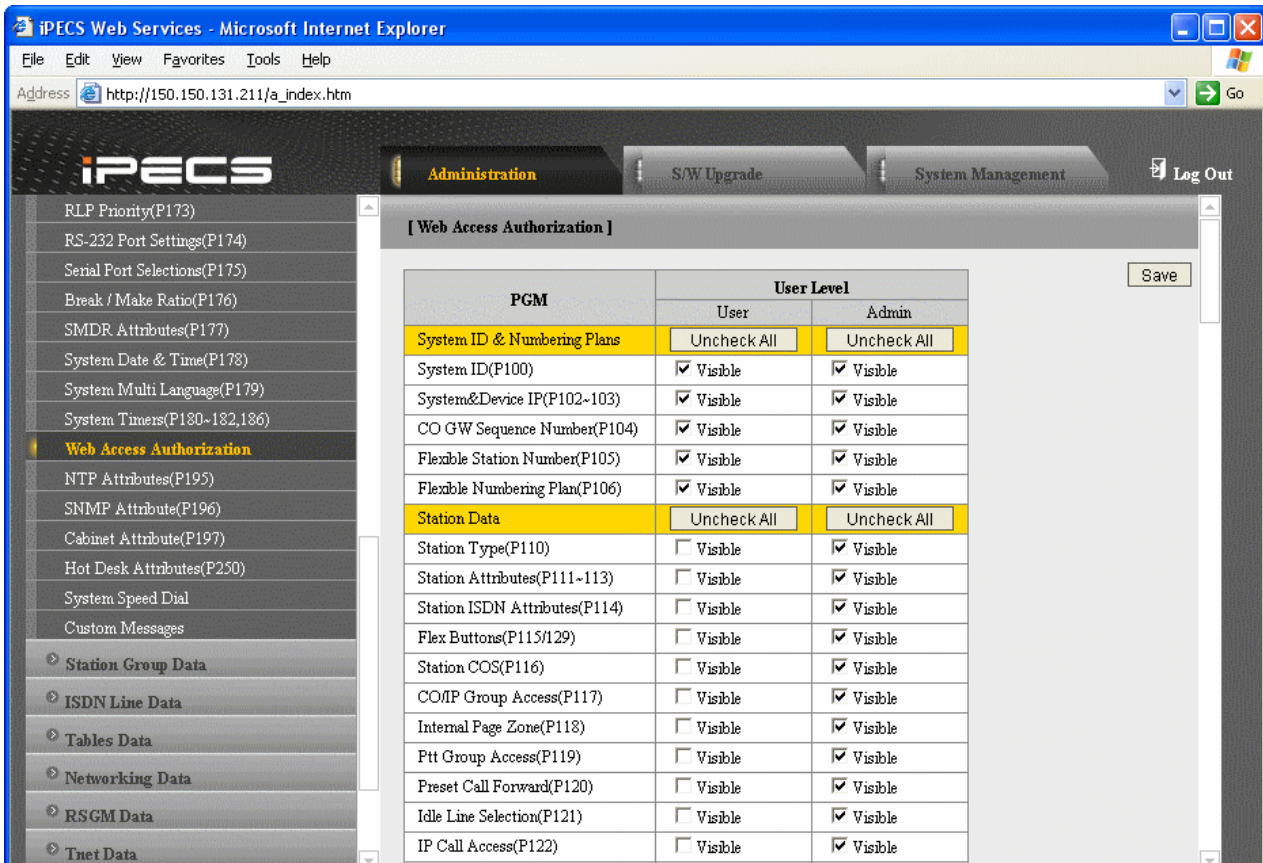 iPECS Web Services - Microsoft Internet Explorer
File Edit View Favorites Tools Help
Address http://150.150.131.211/a_index.htm Go
iPECS
Administration S/W Upgrade System Management Log Out
RLP Priority(P173)
RS-232 Port Settings(P174)
Serial Port Selections(P175)
Break / Make Ratio(P176)
SMDR Attributes(P177)
System Date & Time(P178)
System Multi Language(P179)
System Timers(P180~182,186)
Web Access Authorization
NTP Attributes(P195)
SNMP Attribute(P196)
Cabinet Attribute(P197)
Hot Desk Attributes(P250)
System Speed Dial
Custom Messages
Station Group Data
ISDN Line Data
Tables Data
Networking Data
RSGM Data
Tnet Data
[ Web Access Authorization ]
Save
PGM User Level
User Admin
System ID & Numbering Plans Uncheck All Uncheck All
System ID(P100) Visible Visible
System&Device IP(P102~103) Visible Visible
CO GW Sequence Number(P104) Visible Visible
Flexible Station Number(P105) Visible Visible
Flexible Numbering Plan(P106) Visible Visible
Station Data Uncheck All Uncheck All
Station Type(P110) Visible Visible
Station Attributes(P111~113) Visible Visible
Station ISDN Attributes(P114) Visible Visible
Flex Buttons(P115/129) Visible Visible
Station COS(P116) Visible Visible
CO/IP Group Access(P117) Visible Visible
Internal Page Zone(P118) Visible Visible
Ptt Group Access(P119) Visible Visible
Preset Call Forward(P120) Visible Visible
Idle Line Selection(P121) Visible Visible
IP Call Access(P122) Visible Visible